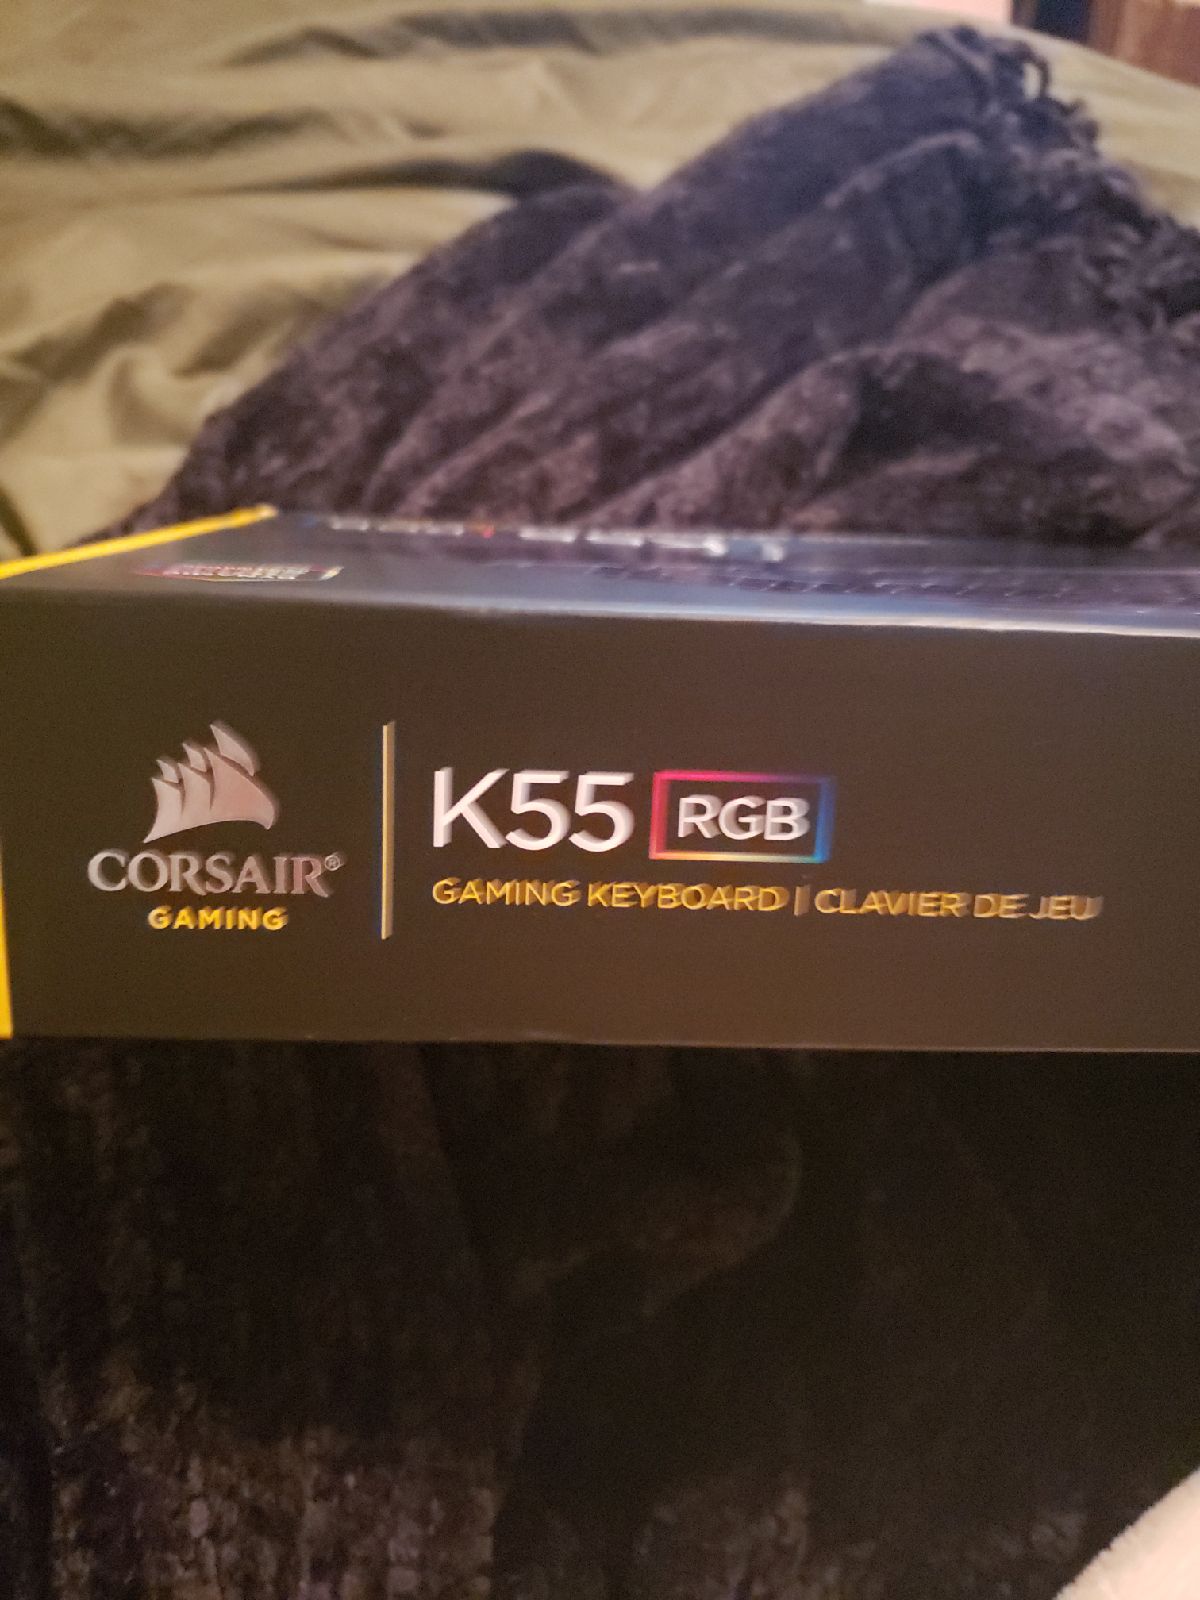 CORSAIR®
GAMING
K55 RGB
GAMING KEYBOARD | CLAVIER DE JEU